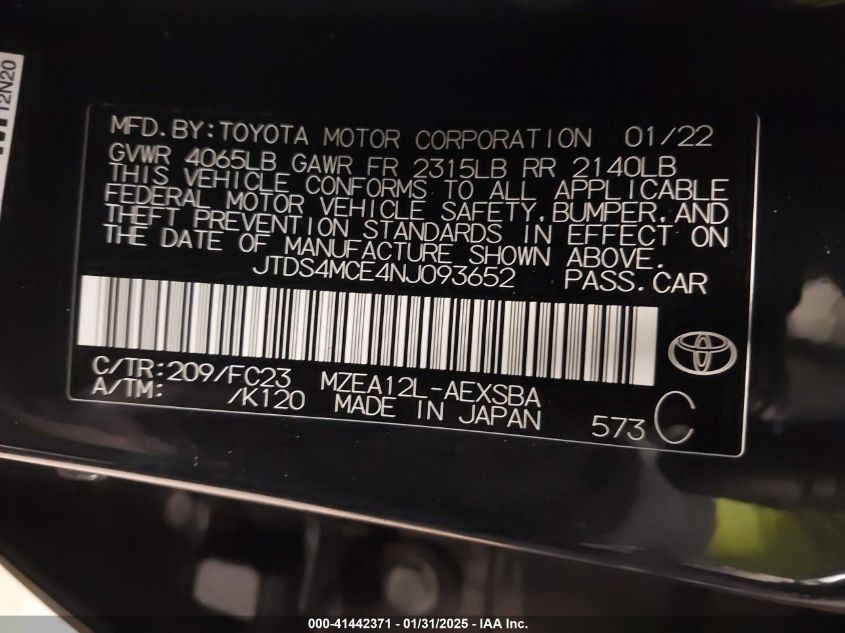 12N20
MFD.BY:TOYOTA MOTOR CORPORATION 01/22
GVWR 4065LB GAWR FR 2315LB RR 2140LB
THIS VEHICLE CONFORMS TO ALL APPLICABLE
FEDERAL MOTOR VEHICLE SAFETY,BUMPER,AND
THEFT PREVENTION STANDARDS IN EFFECT ON
THE DATE OF MANUFACTURE SHOWN ABOVE.
JTDS4MCE4NJ093652 PASS.CAR
C/TR:209/FC23 MZEA12L-AEXSBA
A/TM: /K120 MADE IN JAPAN
573 C
000-41442371 - 01/31/2025 - IAA Inc.